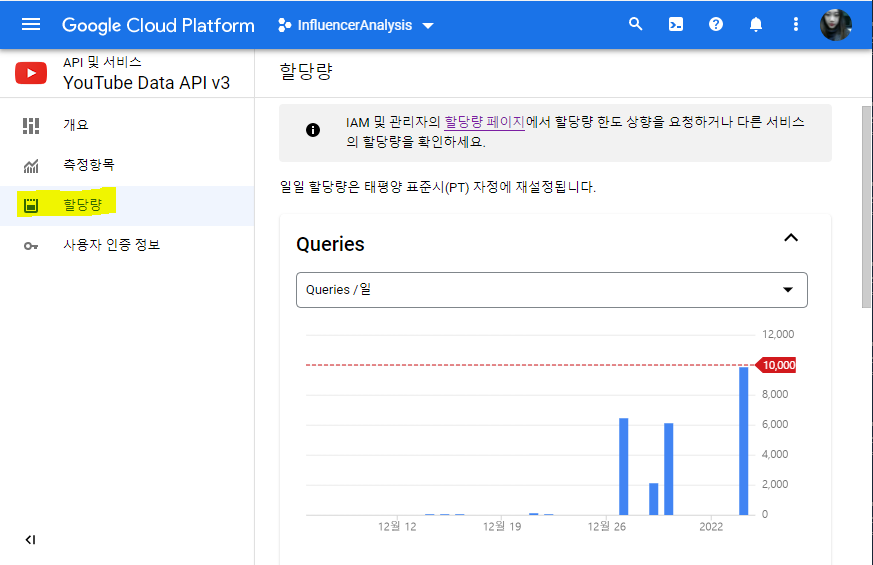 Google Cloud Platform
InfluencerAnalysis
API 및 서비스
YouTube Data API v3
개요
측정항목
할당량
사용자 인증 정보
할당량
IAM 및 관리자의 할당량 페이지에서 할당량 한도 상향을 요청하거나 다른 서비스
의 할당량을 확인하세요.
일일 할당량은 태평양 표준시(PT) 자정에 재설정됩니다.
Queries
Queries /일
12,000
10,000
8,000
6,000
4,000
2,000
0
12월 12
12월 19
12월 26
2022